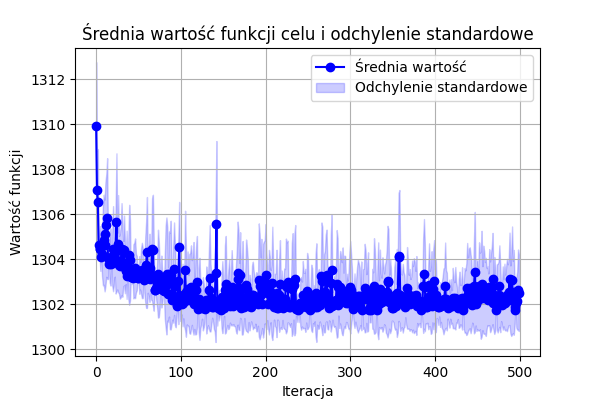 Średnia wartość funkcji celu i odchylenie standardowe
Średnia wartość
Odchylenie standardowe
Wartość funkcji
1312
1310
1308
1306
1304
1302
1300
0 100 200 300 400 500
Iteracja